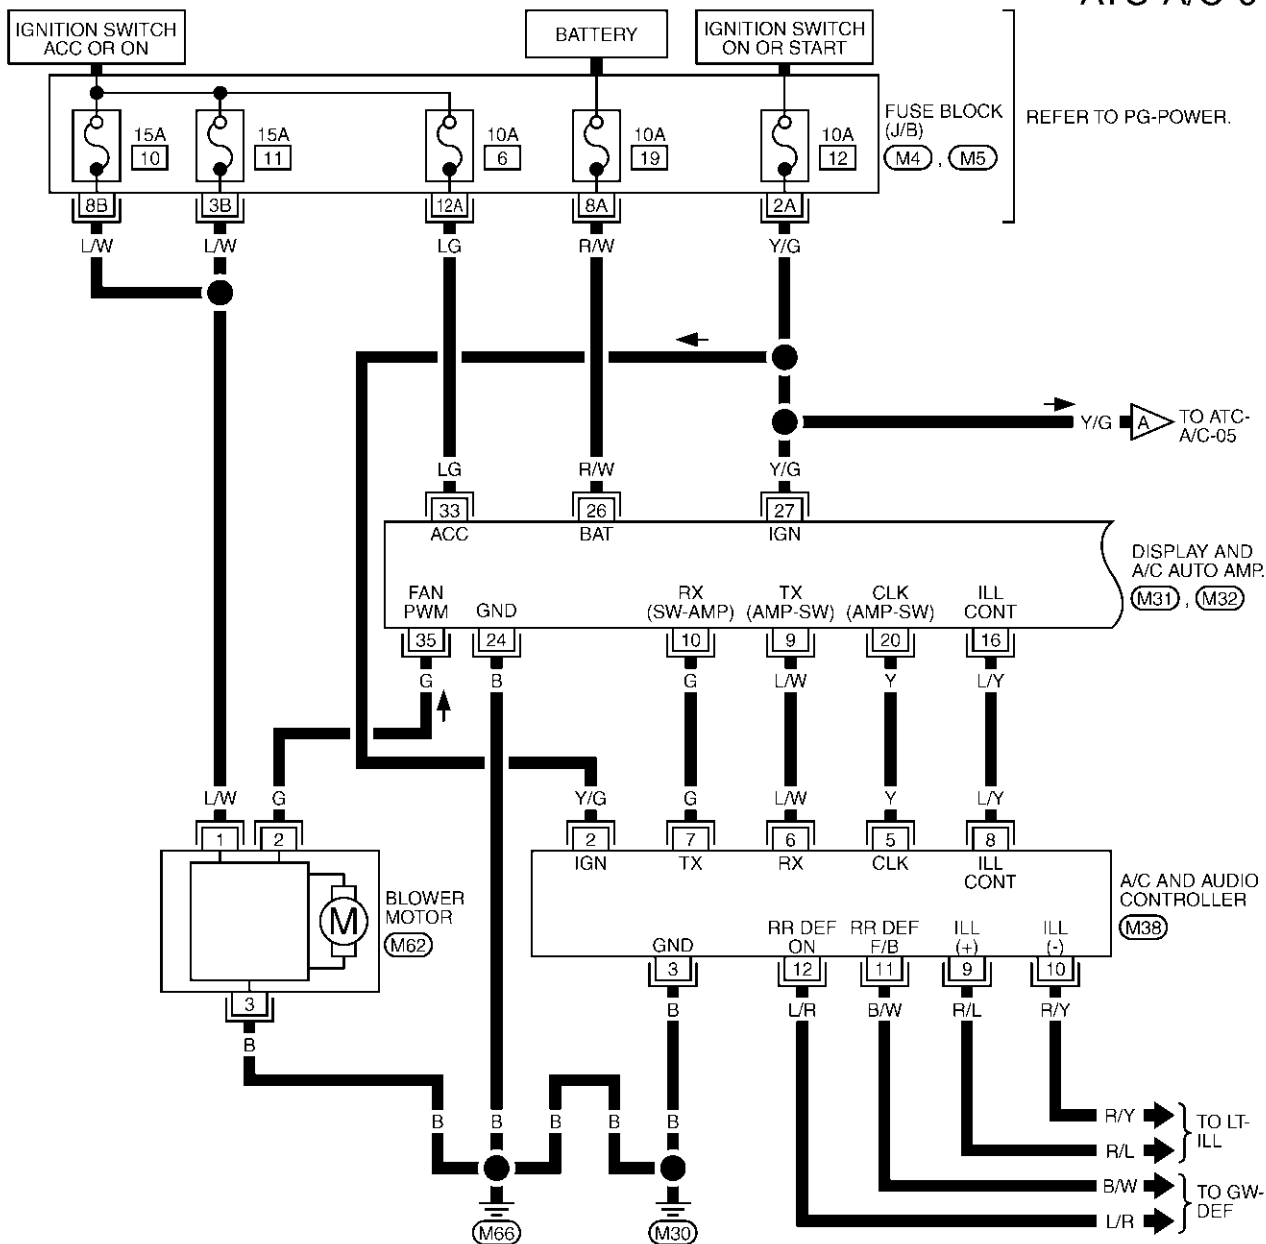 IGNITION SWITCH
ACC OR ON
BATTERY
IGNITION SWITCH
ON OR START
FUSE BLOCK
(J/B)
M4 , M5
REFER TO PG-POWER.
15A
10
15A
11
10A
6
10A
19
10A
12
8B
3B
12A
8A
2A
L/W
L/W
LG
R/W
Y/G
Y/G
A
TO ATC-
A/C-05
LG
R/W
Y/G
33
26
27
ACC
BAT
IGN
DISPLAY AND
A/C AUTO AMP.
M31 , M32
FAN
PWM
GND
RX
(SW-AMP)
TX
(AMP-SW)
CLK
(AMP-SW)
ILL
CONT
35
24
10
9
20
16
G
B
G
L/W
Y
L/Y
L/W
G
Y/G
G
L/W
Y
L/Y
1
2
2
7
6
5
8
IGN
TX
RX
CLK
ILL
CONT
M
BLOWER
MOTOR
M62
A/C AND AUDIO
CONTROLLER
M38
GND
RR DEF
ON
RR DEF
F/B
ILL
(+)
ILL
(-)
3
3
12
11
9
10
B
B
L/R
B/W
R/L
R/Y
B
B
B
B
B
R/Y
R/L
TO LT-
ILL
B/W
L/R
TO GW-
DEF
M66
M30